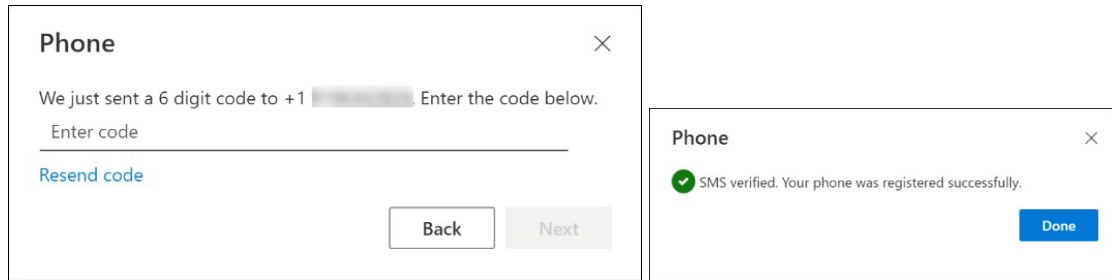 Phone
We just sent a 6 digit code to +1 . Enter the code below.
Enter code
Resend code
Back
Next
Phone
SMS verified. Your phone was registered successfully.
Done